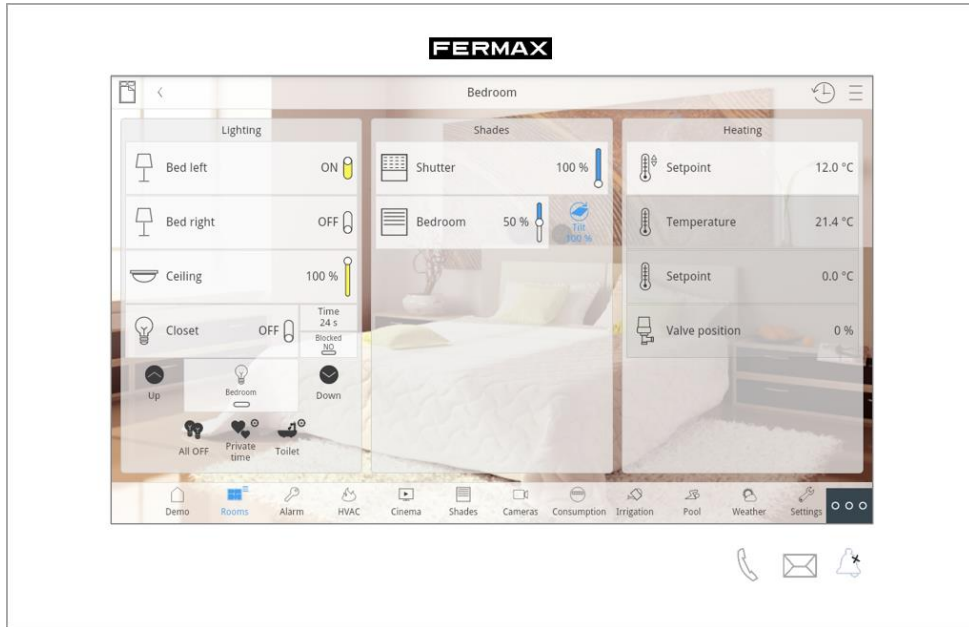 FERMAX
Bedroom
Lighting
Bed left
ON
Bed right
OFF
Ceiling
100 %
Closet
OFF
Time
24 s
Blocked
NO
Up
Bedroom
Down
All OFF
Private
time
Toilet
Shades
Shutter
100 %
Bedroom
50 %
Tilt
100 %
Heating
Setpoint
12.0 °C
Temperature
21.4 °C
Setpoint
0.0 °C
Valve position
0 %
Demo
Rooms
Alarm
HVAC
Cinema
Shades
Cameras
Consumption
Irrigation
Pool
Weather
Settings